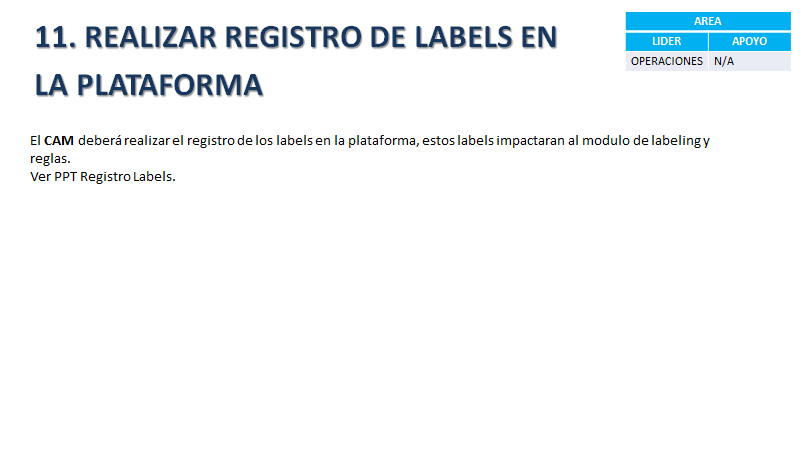 11. REALIZAR REGISTRO DE LABELS EN
LA PLATAFORMA
AREA
LIDER APOYO
OPERACIONES N/A
El CAM deberá realizar el registro de los labels en la plataforma, estos labels impactaran al modulo de labeling y
reglas.
Ver PPT Registro Labels.